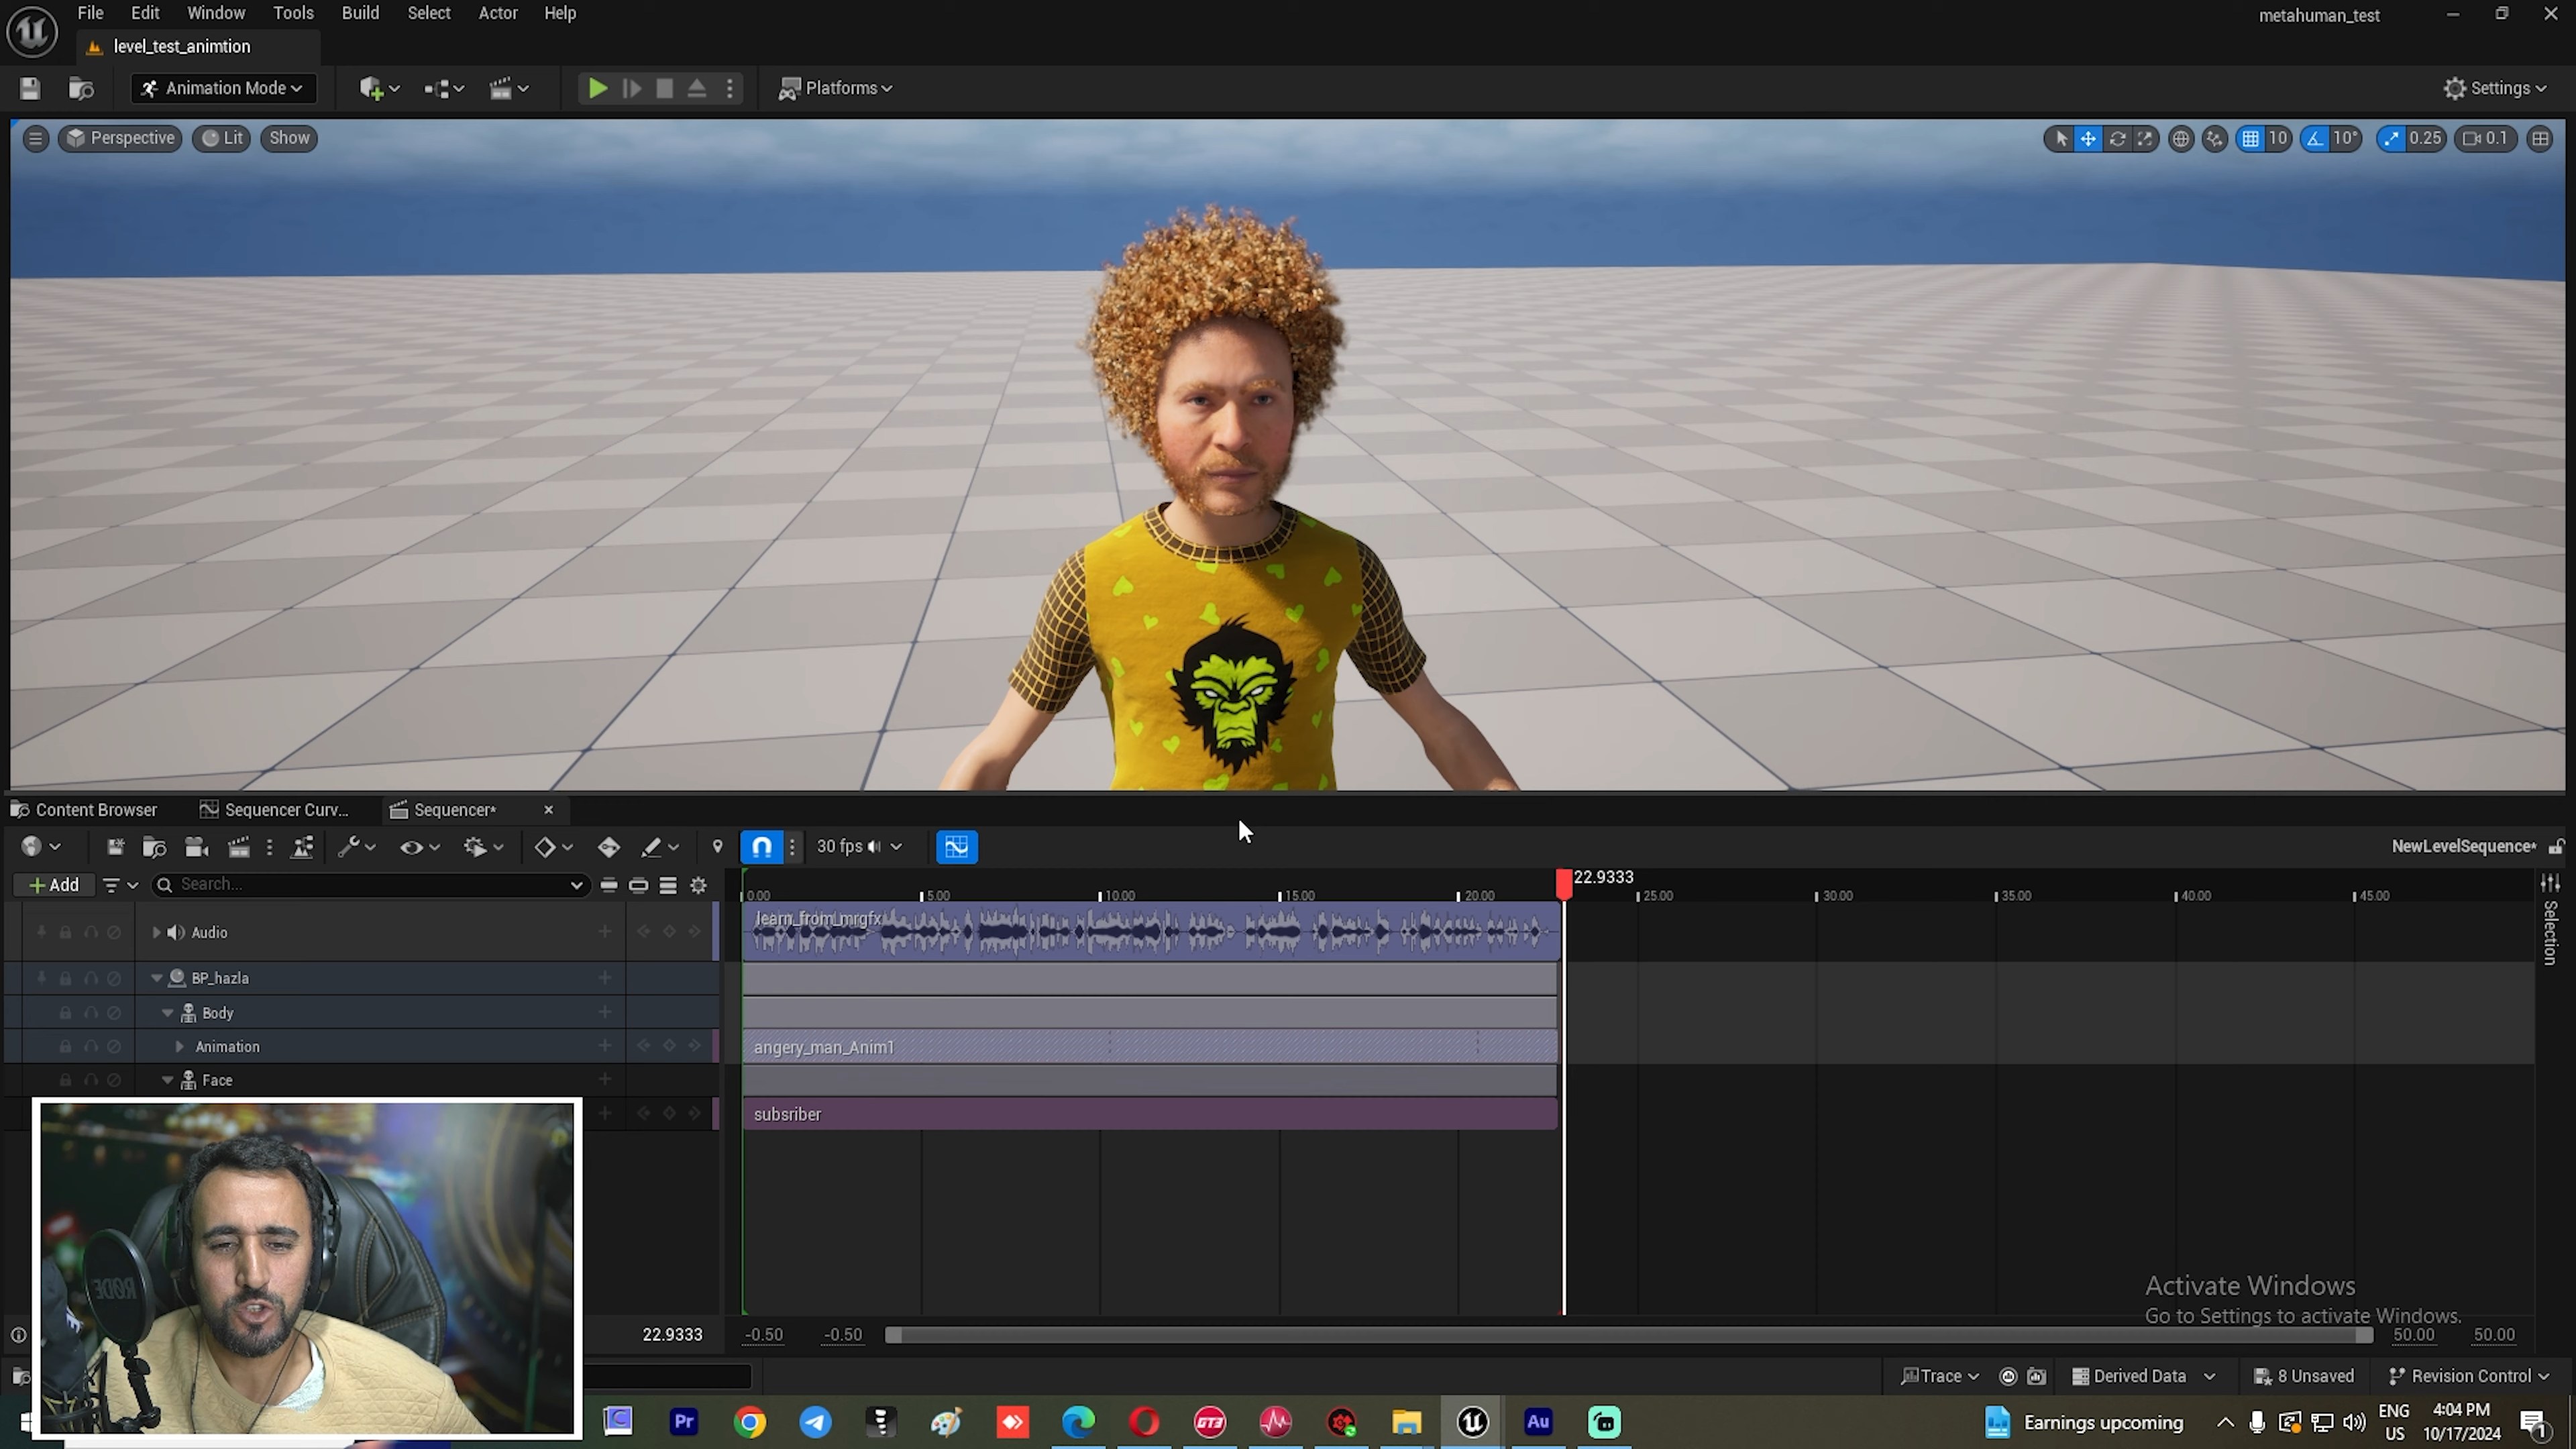 File Edit Window Tools Build Select Actor Help
metahuman_test
level_test_animtion
Animation Mode
Platforms
Settings
Perspective Lit Show
10 10° 0.25 0.1
Content Browser Sequencer Curv... Sequencer*
30 fps
NewLevelSequence*
+ Add
Search...
0.00 5.00 10.00 15.00 20.00 22.9333 25.00 30.00 35.00 40.00 45.00
Selection
Audio
learn_from_mrgfx
BP_hazla
Body
Animation
angery_man_Anim1
Face
subsriber
RØDE
Activate Windows
Go to Settings to activate Windows.
22.9333 -0.50 -0.50 50.00 50.00
Trace Derived Data 8 Unsaved Revision Control
Pr
GT3
Au
Earnings upcoming
ENG
US
4:04 PM
10/17/2024
1